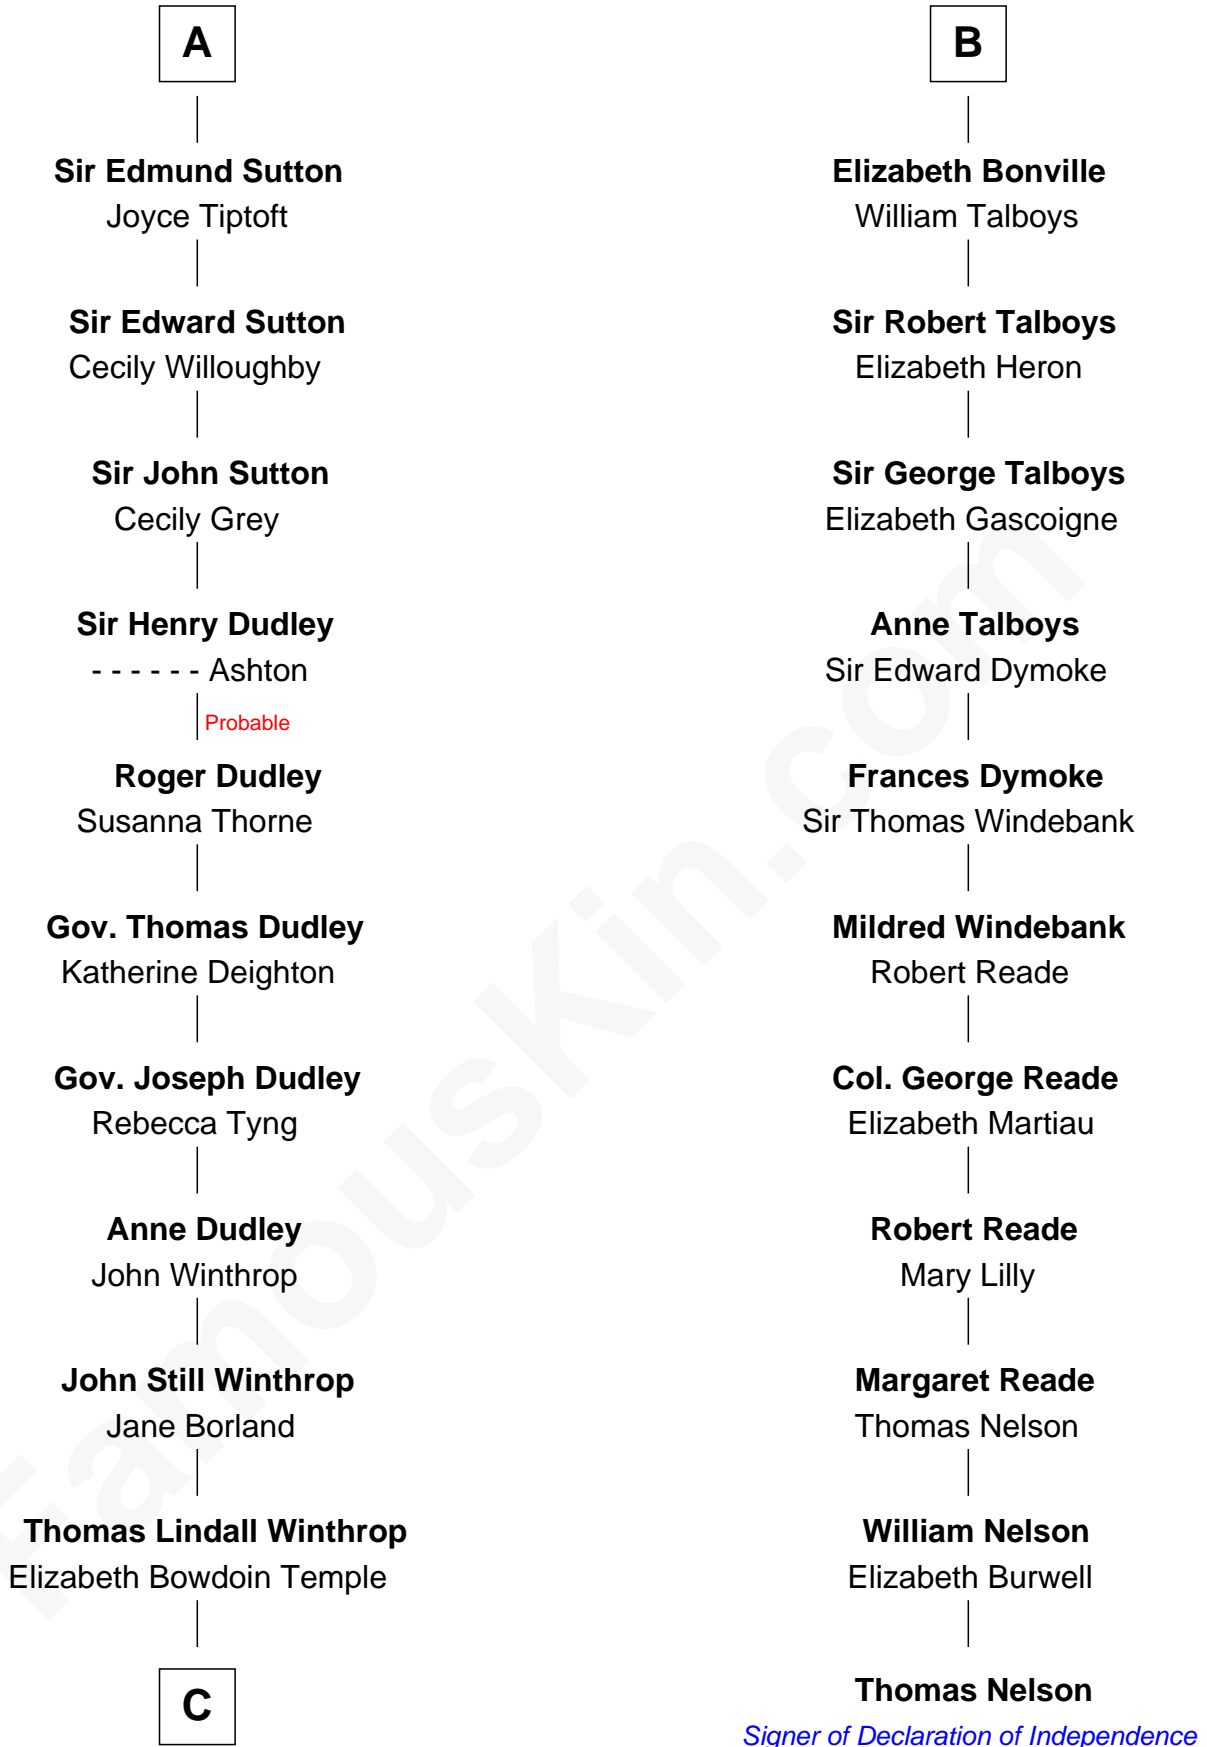 A
Sir Edmund Sutton
Joyce Tiptoft
Sir Edward Sutton
Cecily Willoughby
Sir John Sutton
Cecily Grey
Sir Henry Dudley
- - - - - - Ashton
Probable
Roger Dudley
Susanna Thorne
Gov. Thomas Dudley
Katherine Deighton
Gov. Joseph Dudley
Rebecca Tyng
Anne Dudley
John Winthrop
John Still Winthrop
Jane Borland
Thomas Lindall Winthrop
Elizabeth Bowdoin Temple
C
B
Elizabeth Bonville
William Talboys
Sir Robert Talboys
Elizabeth Heron
Sir George Talboys
Elizabeth Gascoigne
Anne Talboys
Sir Edward Dymoke
Frances Dymoke
Sir Thomas Windebank
Mildred Windebank
Robert Reade
Col. George Reade
Elizabeth Martiau
Robert Reade
Mary Lilly
Margaret Reade
Thomas Nelson
William Nelson
Elizabeth Burwell
Thomas Nelson
Signer of Declaration of Independence
FamousKin.com